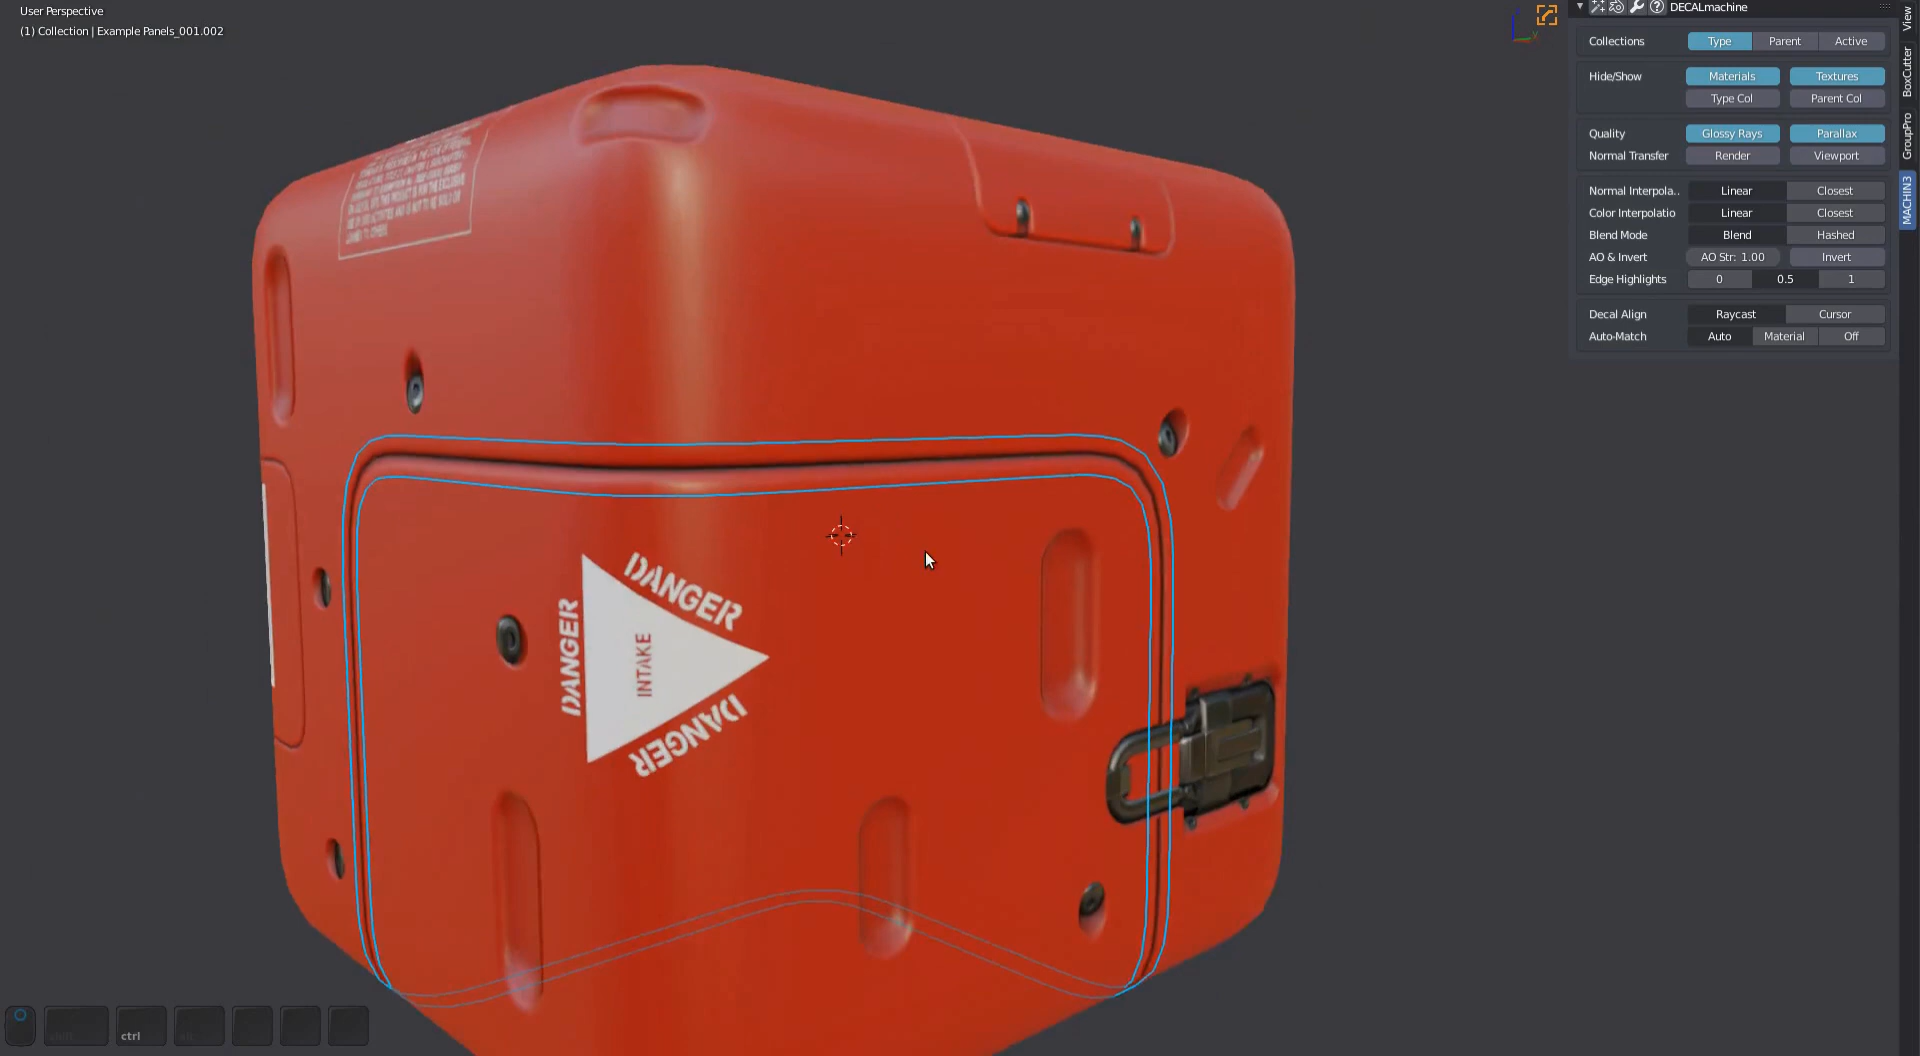 User Perspective
(1) Collection | Example Panels_001.002
DECALmachine
Collections Type Parent Active
Hide/Show Materials Textures
Type Col Parent Col
Quality Glossy Rays Parallax
Normal Transfer Render Viewport
Normal Interpola.. Linear Closest
Color Interpolatio Linear Closest
Blend Mode Blend Hashed
AO & Invert AO Str: 1.00 Invert
Edge Highlights 0 0.5 1
Decal Align Raycast Cursor
Auto-Match Auto Material Off
View
BoxCutter
GroupPro
MACHIN3
DANGER
DANGER
INTAKE
DANGER
shift
ctrl
alt